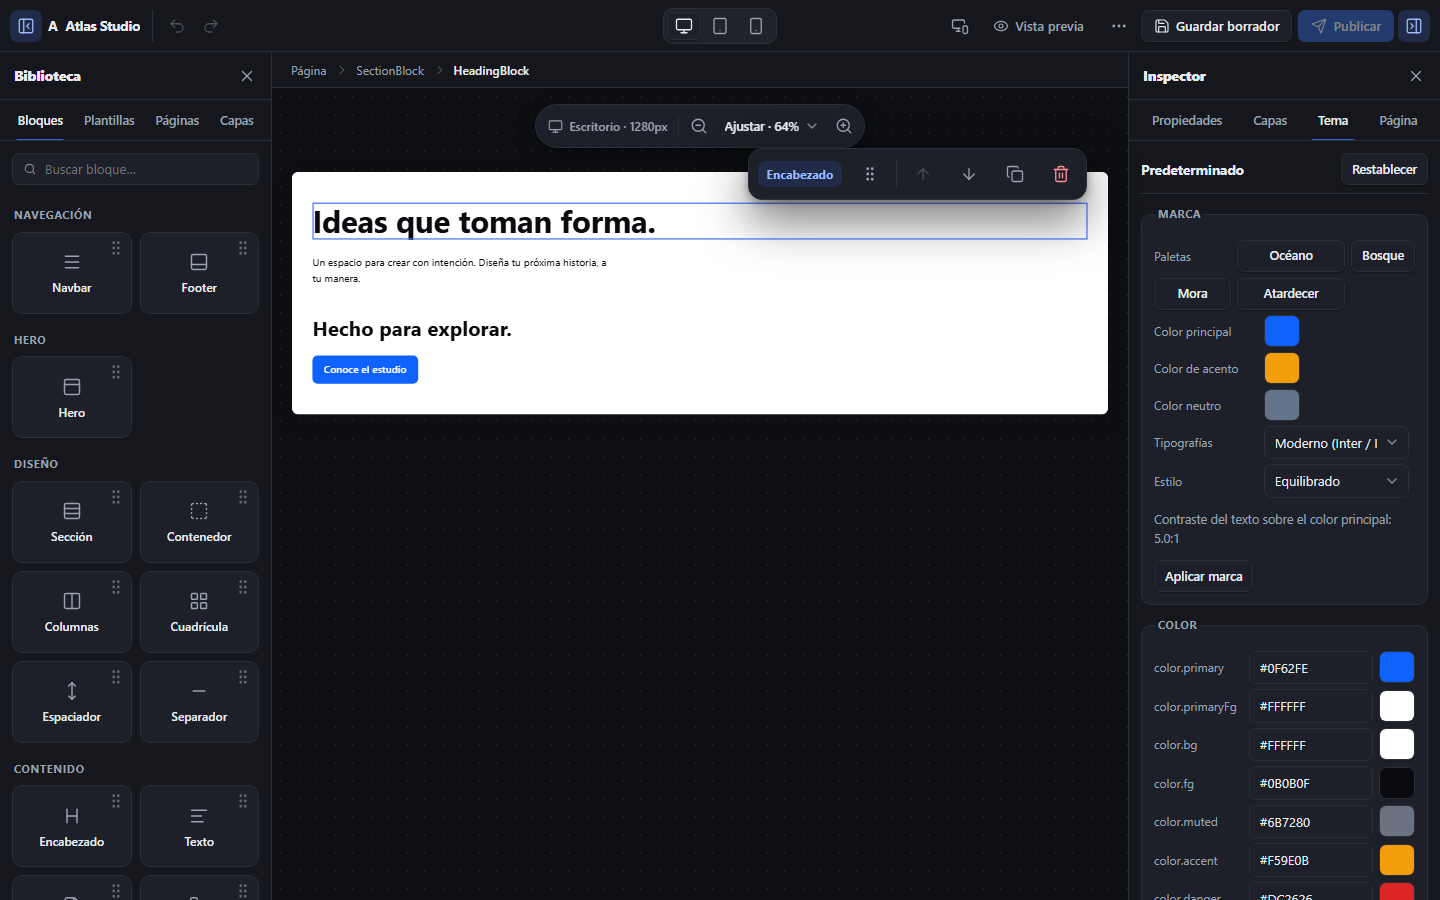 A Atlas Studio
Vista previa
Guardar borrador
Publicar
Biblioteca
Bloques Plantillas Páginas Capas
Buscar bloque...
NAVEGACIÓN
Navbar Footer
HERO
Hero
DISEÑO
Sección Contenedor
Columnas Cuadrícula
Espaciador Separador
CONTENIDO
Encabezado Texto
Página SectionBlock HeadingBlock
Escritorio · 1280px Ajustar · 64%
Encabezado
Ideas que toman forma.
Un espacio para crear con intención. Diseña tu próxima historia, a
tu manera.
Hecho para explorar.
Conoce el estudio
Inspector
Propiedades Capas Tema Página
Predeterminado Restablecer
MARCA
Paletas Océano Bosque
Mora Atardecer
Color principal
Color de acento
Color neutro
Tipografías Moderno (Inter / I
Estilo Equilibrado
Contraste del texto sobre el color principal:
5.0:1
Aplicar marca
COLOR
color.primary #0F62FE
color.primaryFg #FFFFFF
color.bg #FFFFFF
color.fg #0B0B0F
color.muted #6B7280
color.accent #F59E0B
color.danger #DC2626